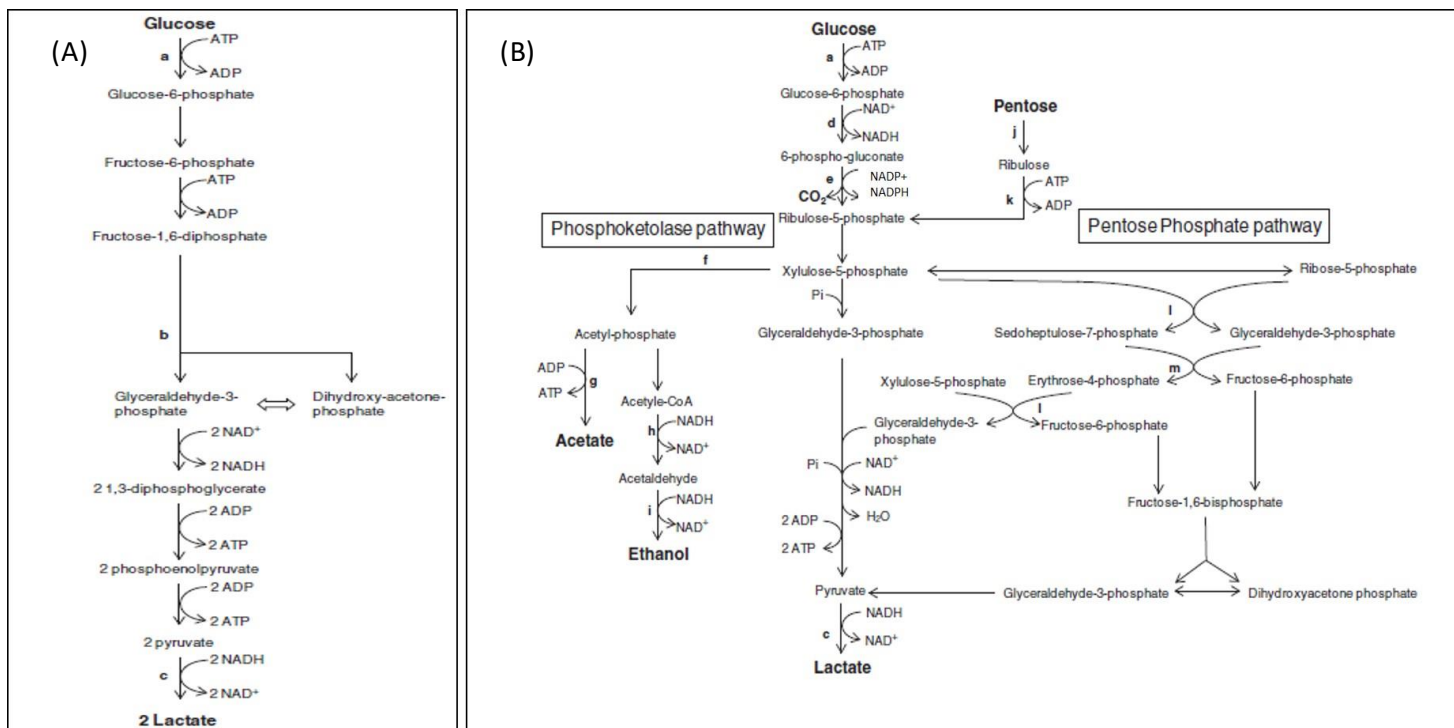 (A)
Glucose
a
ATP
ADP
Glucose-6-phosphate
Fructose-6-phosphate
ATP
ADP
Fructose-1,6-diphosphate
b
Glyceraldehyde-3-
phosphate
Dihydroxy-acetone-
phosphate
2 NAD+
2 NADH
2 1,3-diphosphoglycerate
2 ADP
2 ATP
2 phosphoenolpyruvate
2 ADP
2 ATP
2 pyruvate
c
2 NADH
2 NAD+
2 Lactate
(B)
Glucose
a
ATP
ADP
Glucose-6-phosphate
d
NAD+
NADH
6-phospho-gluconate
e
NADP+
NADPH
CO2
Ribulose-5-phosphate
Pentose
j
Ribulose
k
ATP
ADP
Phosphoketolase pathway
Pentose Phosphate pathway
f
Xylulose-5-phosphate
Ribose-5-phosphate
Pi
l
Acetyl-phosphate
Glyceraldehyde-3-phosphate
Sedoheptulose-7-phosphate
Glyceraldehyde-3-phosphate
ADP
ATP
g
Acetate
Acetyle-CoA
h
NADH
NAD+
Acetaldehyde
i
NADH
NAD+
Ethanol
m
Xylulose-5-phosphate
Erythrose-4-phosphate
Fructose-6-phosphate
l
Glyceraldehyde-3-
phosphate
Fructose-6-phosphate
Pi
NAD+
NADH
H2O
2 ADP
2 ATP
Fructose-1,6-bisphosphate
Pyruvate
Glyceraldehyde-3-phosphate
Dihydroxyacetone phosphate
c
NADH
NAD+
Lactate